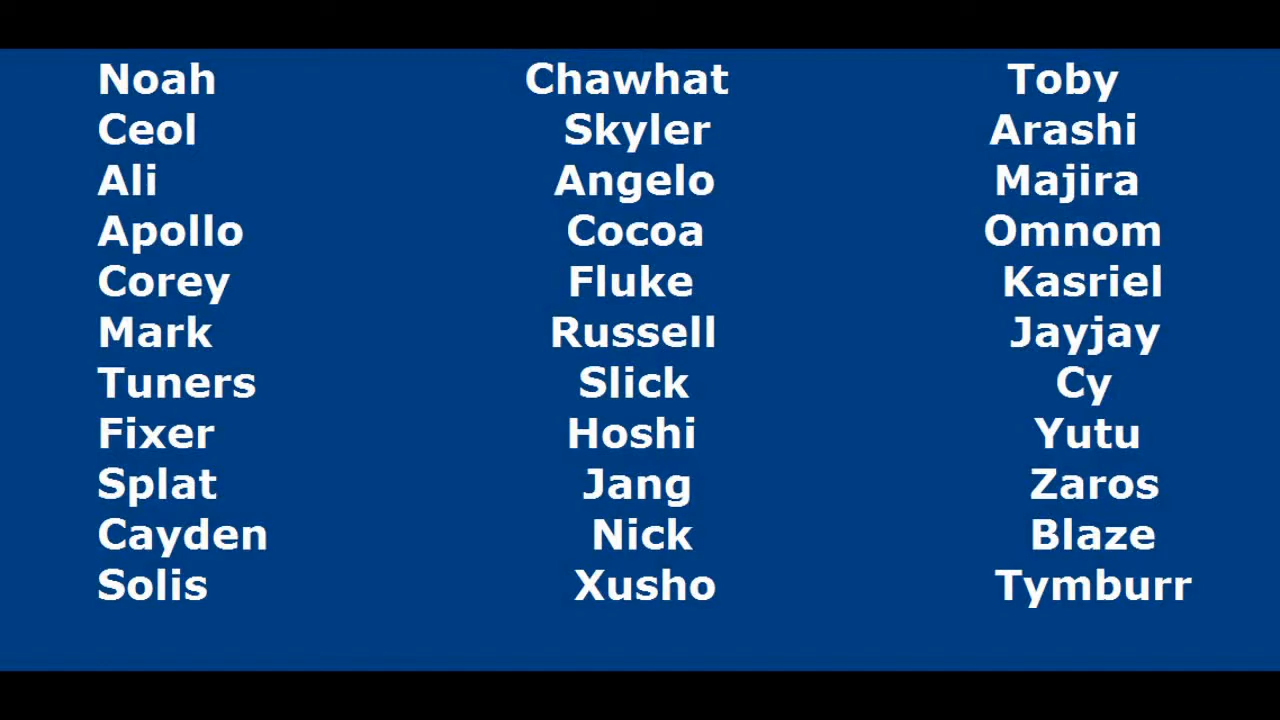 Noah Chawhat Toby
Ceol Skyler Arashi
Ali Angelo Majira
Apollo Cocoa Omnom
Corey Fluke Kasriel
Mark Russell Jayjay
Tuners Slick Cy
Fixer Hoshi Yutu
Splat Jang Zaros
Cayden Nick Blaze
Solis Xusho Tymburr